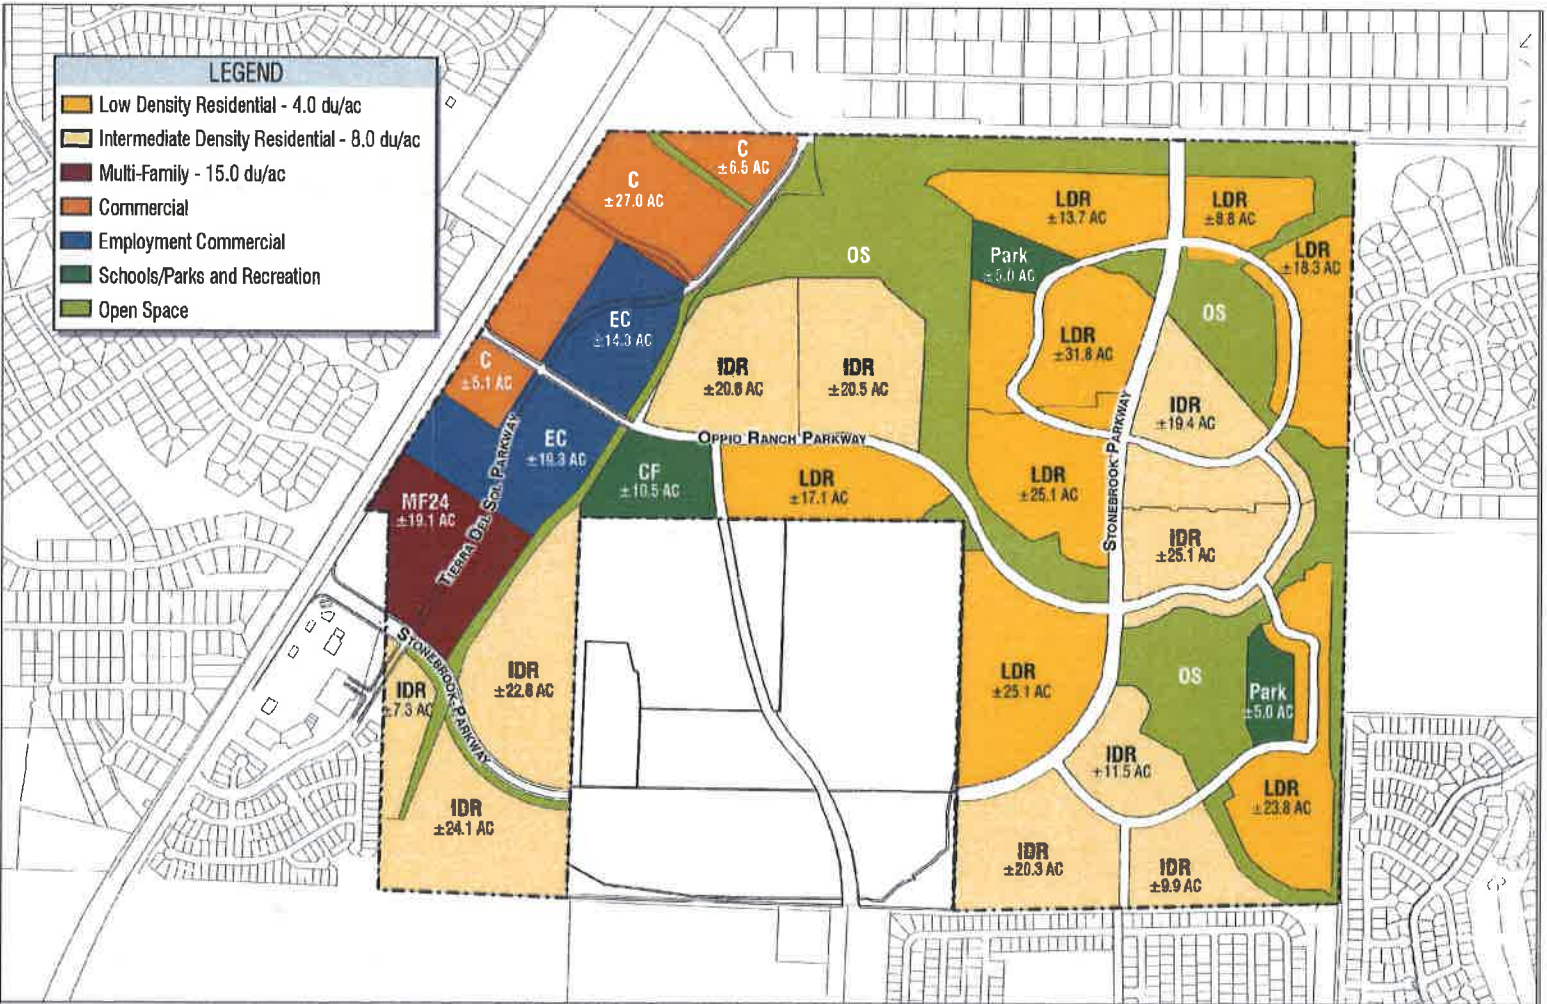 LEGEND
Low Density Residential - 4.0 du/ac
Intermediate Density Residential - 8.0 du/ac
Multi-Family - 15.0 du/ac
Commercial
Employment Commercial
Schools/Parks and Recreation
Open Space
C
±6.5 AC
C
±27.0 AC
LDR
±13.7 AC
LDR
±8.8 AC
LDR
±18.3 AC
OS
Park
±5.0 AC
OS
EC
±14.3 AC
LDR
±31.8 AC
C
±6.1 AC
IDR
±20.6 AC
IDR
±20.5 AC
IDR
±19.4 AC
OPPIO RANCH PARKWAY
STONEBROOK PARKWAY
EC
±19.3 AC
CF
±10.5 AC
LDR
±17.1 AC
LDR
±25.1 AC
MF24
±19.1 AC
TIERRA DEL SOL PARKWAY
IDR
±25.1 AC
STONEBROOK PARKWAY
IDR
±22.8 AC
IDR
±7.3 AC
LDR
±25.1 AC
OS
Park
±5.0 AC
IDR
±11.5 AC
IDR
±24.1 AC
LDR
±23.8 AC
IDR
±20.3 AC
IDR
±9.9 AC